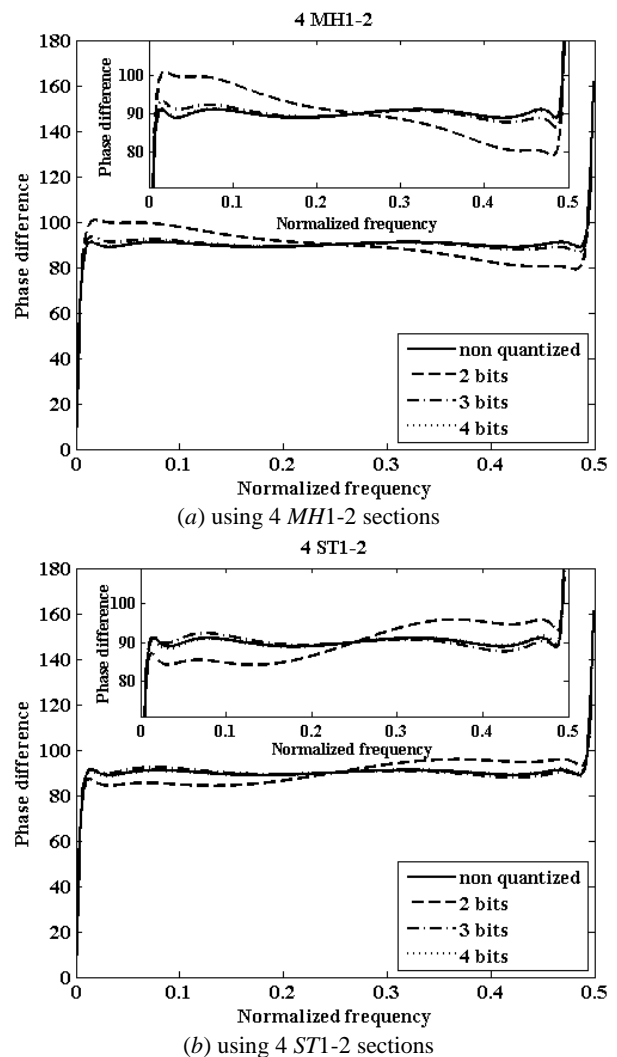 4 MH1-2
180
160
140
120
100
80
60
40
20
0
Phase difference
100
90
80
Phase difference
0 0.1 0.2 0.3 0.4 0.5
Normalized frequency
non quantized
2 bits
3 bits
4 bits
0 0.1 0.2 0.3 0.4 0.5
Normalized frequency
(a) using 4 MH1-2 sections
4 ST1-2
180
160
140
120
100
80
60
40
20
0
Phase difference
100
90
80
Phase difference
0 0.1 0.2 0.3 0.4 0.5
Normalized frequency
non quantized
2 bits
3 bits
4 bits
0 0.1 0.2 0.3 0.4 0.5
Normalized frequency
(b) using 4 ST1-2 sections